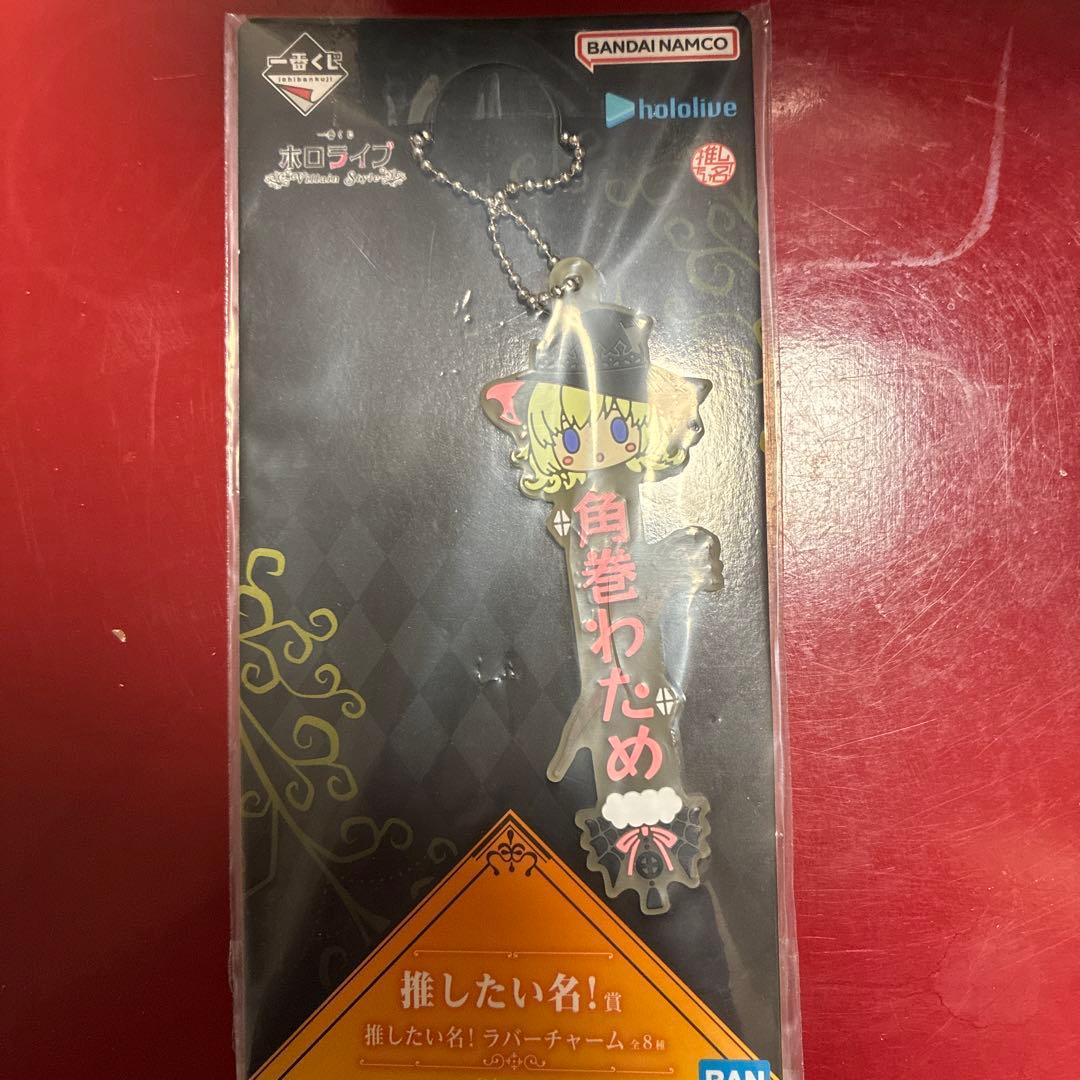 一番くじ
ichibankuji
BANDAI NAMCO
hololive
一番くじ
ホロライブ
Villain Style
推し
たい名
角巻わため
推したい名！賞
推したい名！ラバーチャーム 全8種
BAN